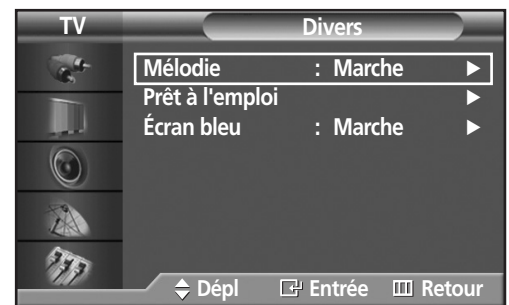 TV Divers
Mélodie : Marche ▶
Prêt à l'emploi ▶
Écran bleu : Marche ▶
Dépl Entrée Retour